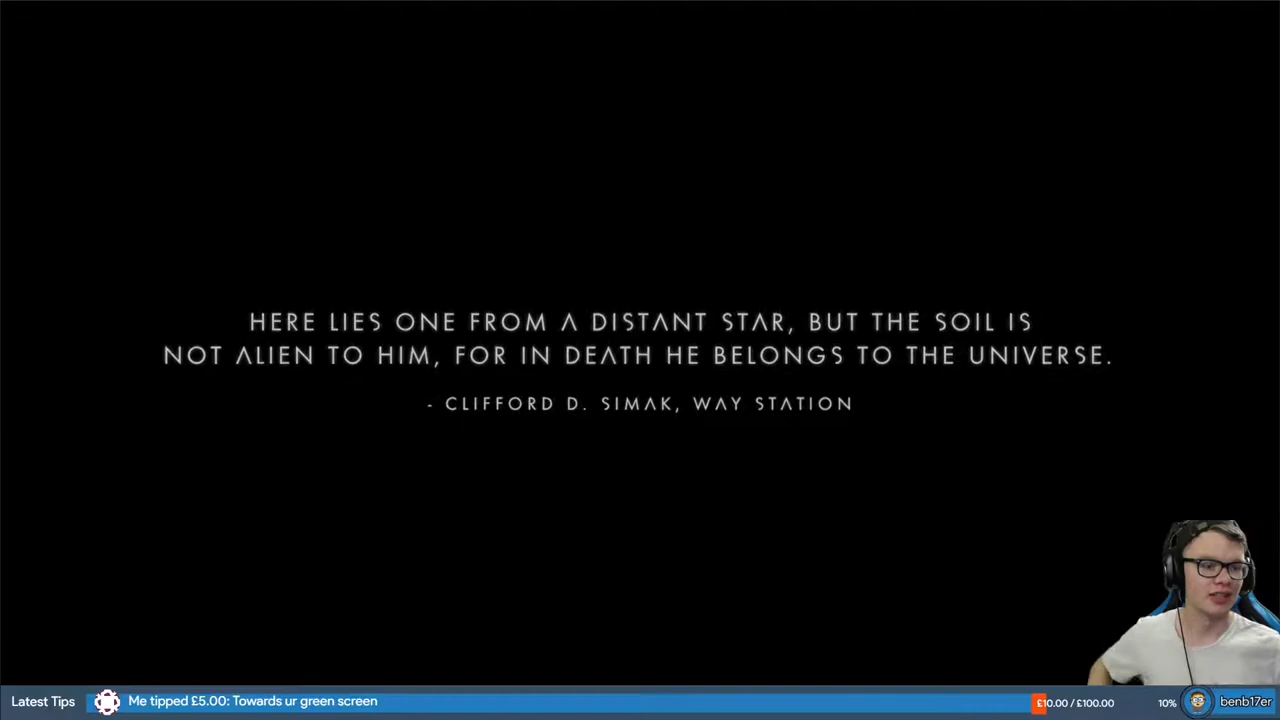 HERE LIES ONE FROM A DISTANT STAR, BUT THE SOIL IS
NOT ALIEN TO HIM, FOR IN DEATH HE BELONGS TO THE UNIVERSE.
- CLIFFORD D. SIMAK, WAY STATION
Latest Tips Me tipped £5.00: Towards ur green screen £10.00 / £100.00 10% benb17er